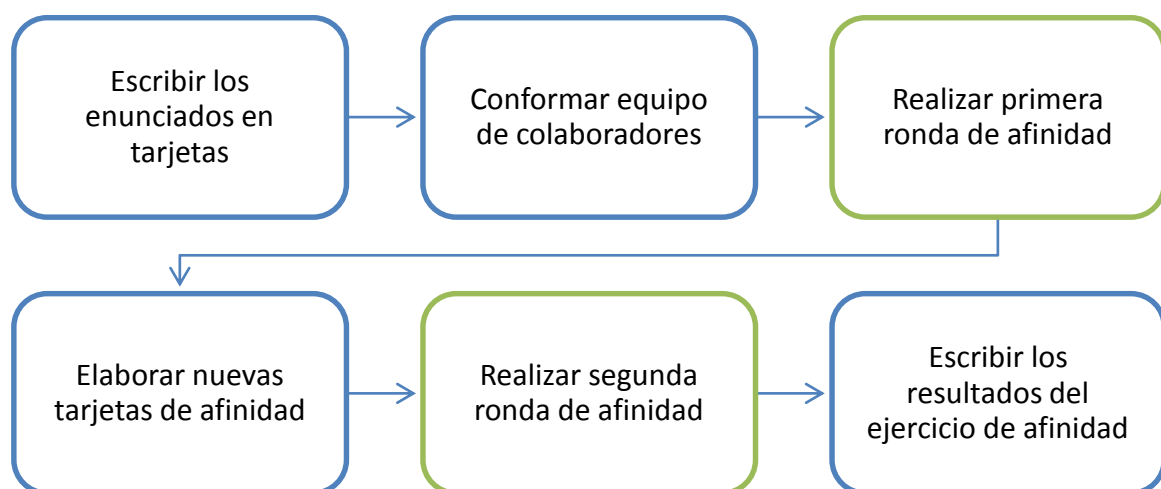 Escribir los
enunciados en
tarjetas
Conformar equipo
de colaboradores
Realizar primera
ronda de afinidad
Elaborar nuevas
tarjetas de afinidad
Realizar segunda
ronda de afinidad
Escribir los
resultados del
ejercicio de afinidad